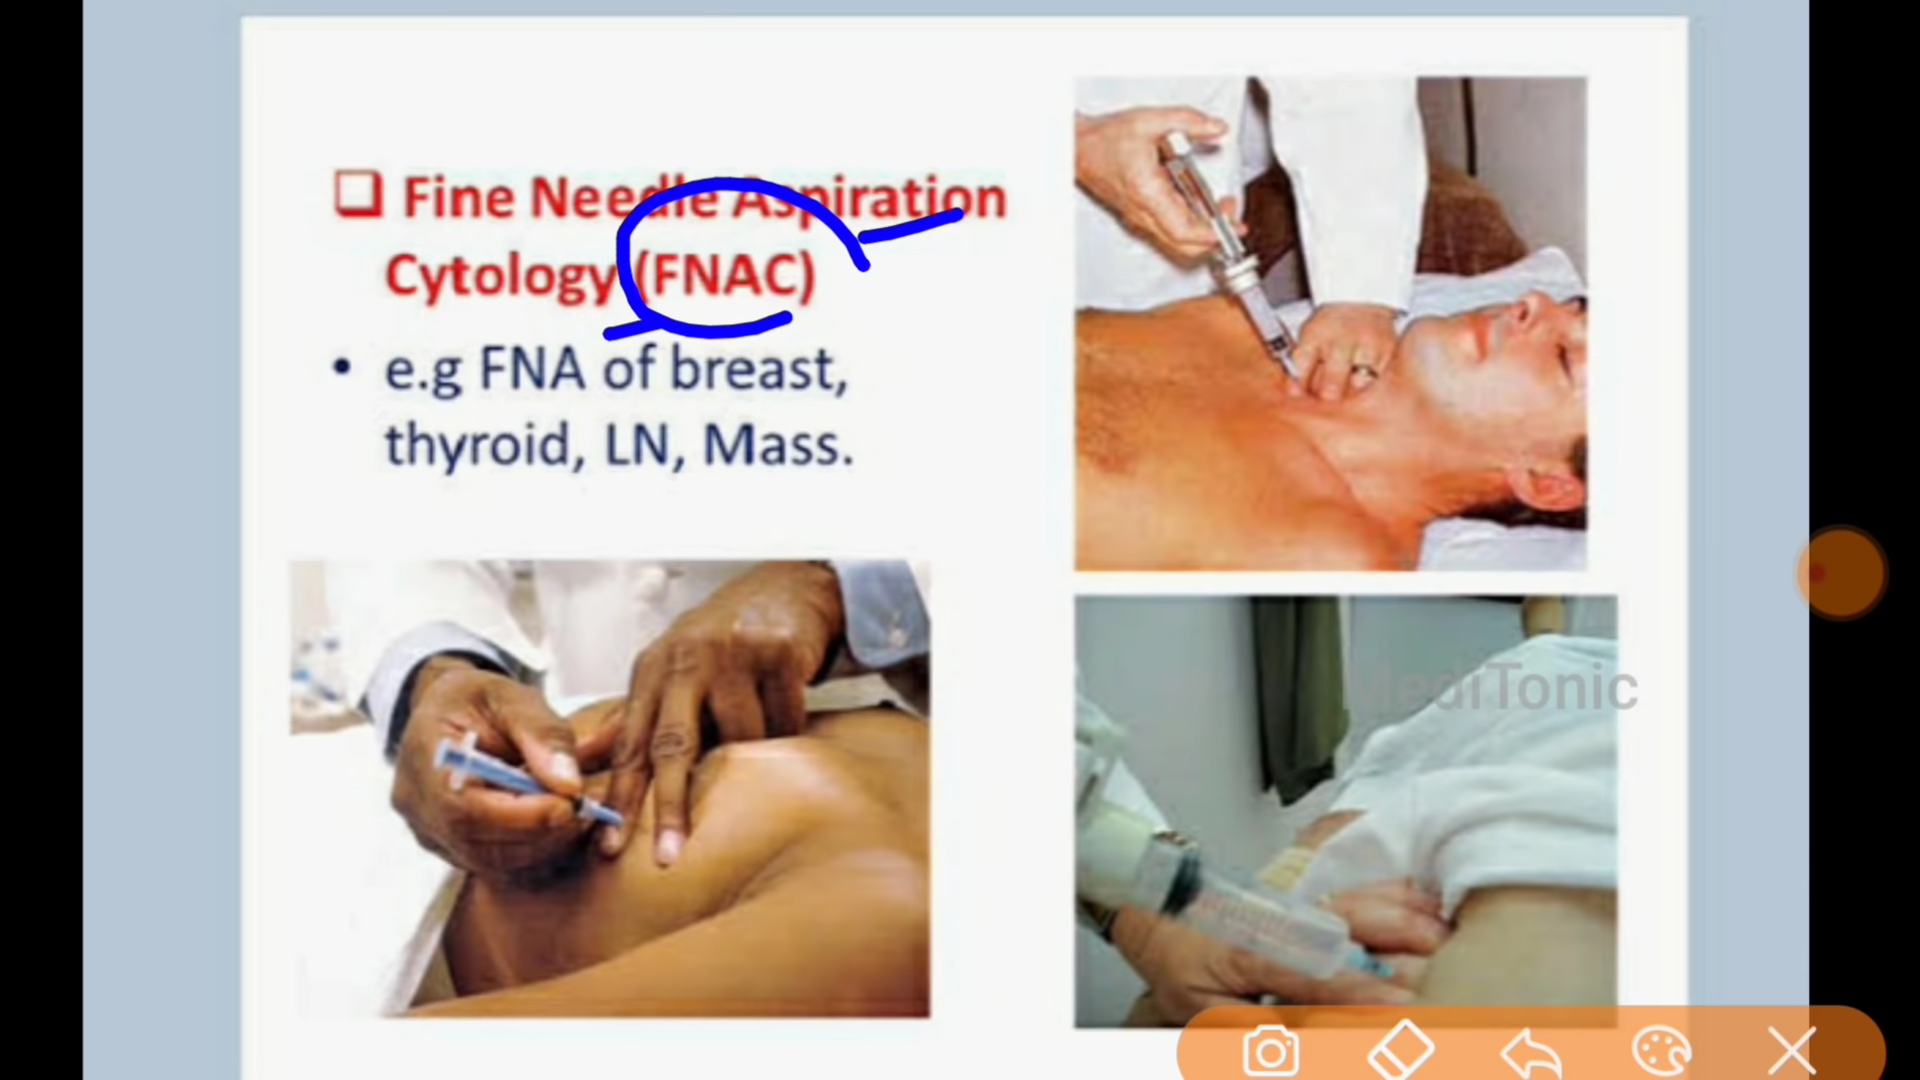 Fine Needle Aspiration
Cytology (FNAC)
• e.g FNA of breast,
thyroid, LN, Mass.
MediTonic